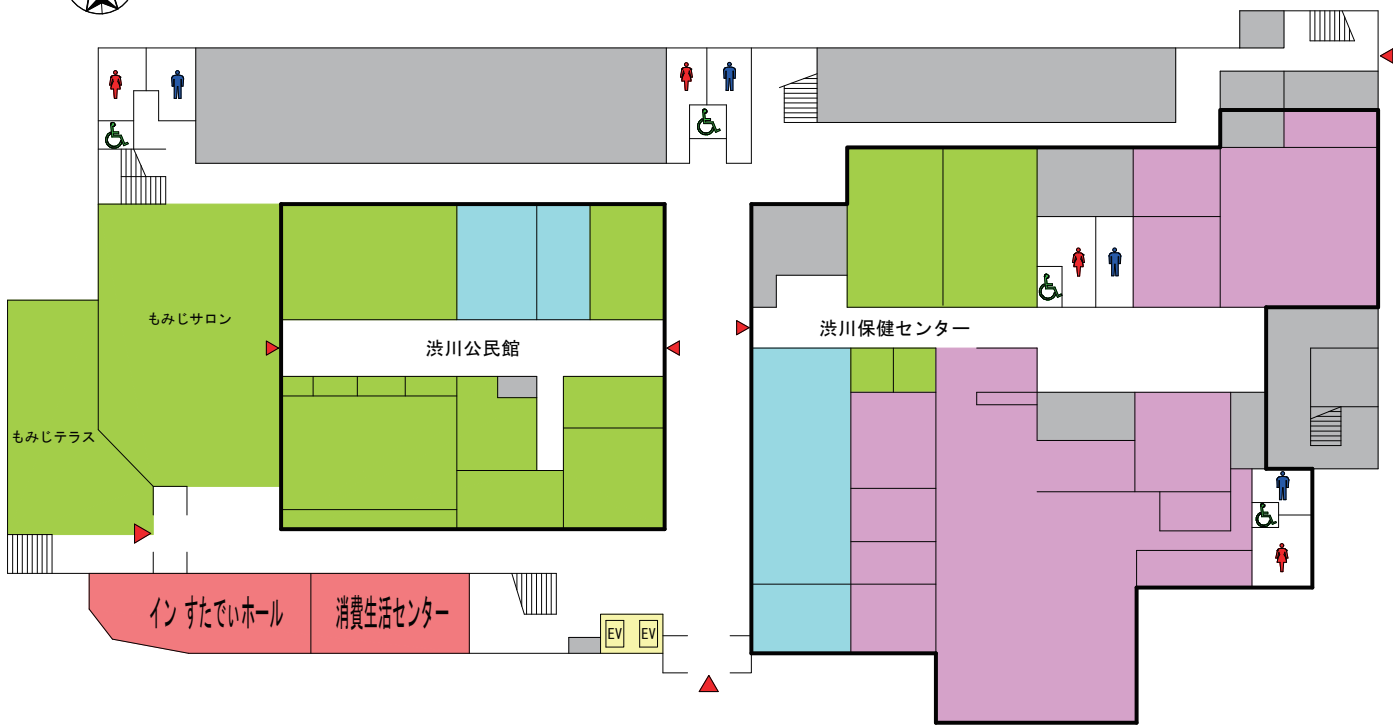 もみじサロン
渋川公民館
渋川保健センター
もみじテラス
イン すたでぃホール
消費生活センター
EV
EV